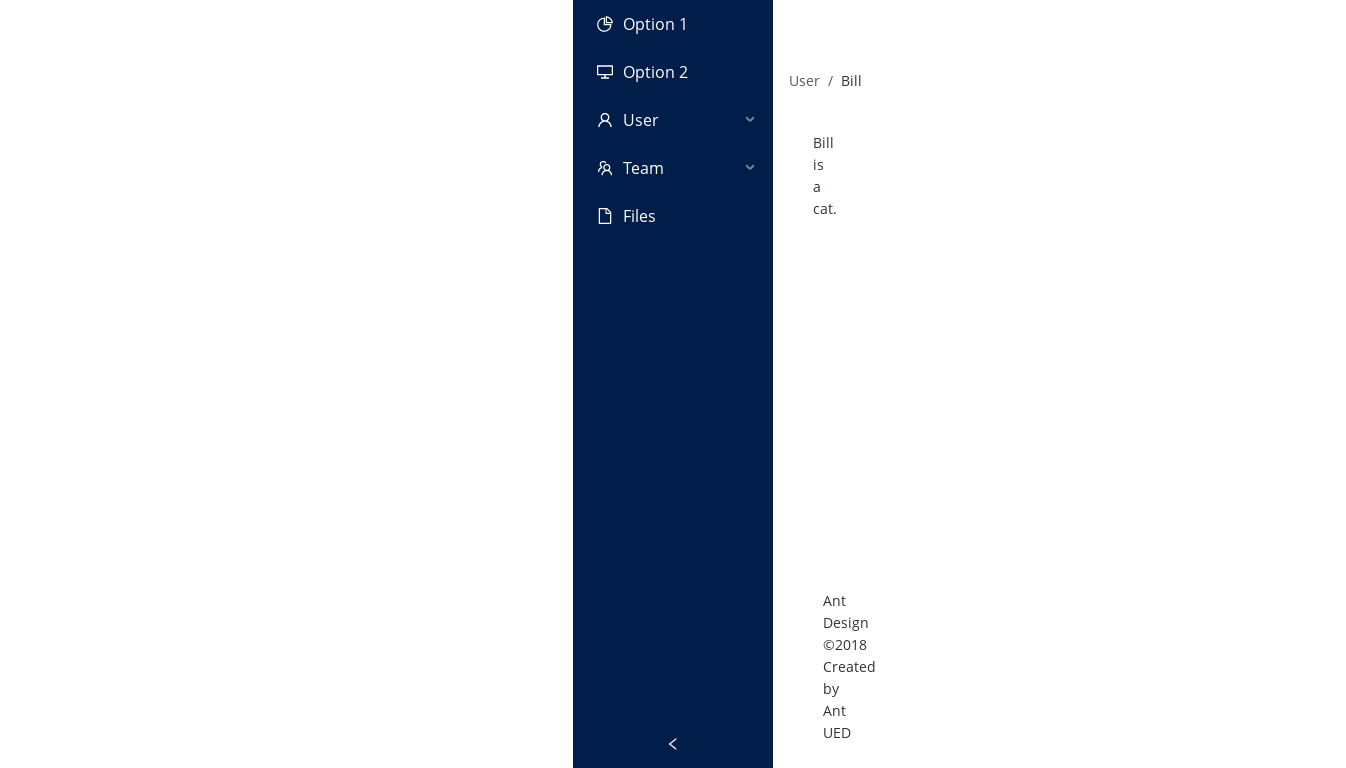 Option 1
Option 2
User
Team
Files
User / Bill
Bill
is
a
cat.
Ant
Design
©2018
Created
by
Ant
UED